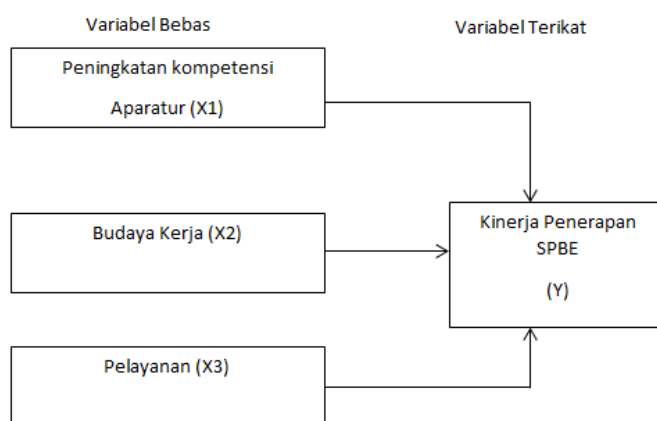 Variabel Bebas
Variabel Terikat
Peningkatan kompetensi
Aparatur (X1)
Budaya Kerja (X2)
Kinerja Penerapan
SPBE
(Y)
Pelayanan (X3)